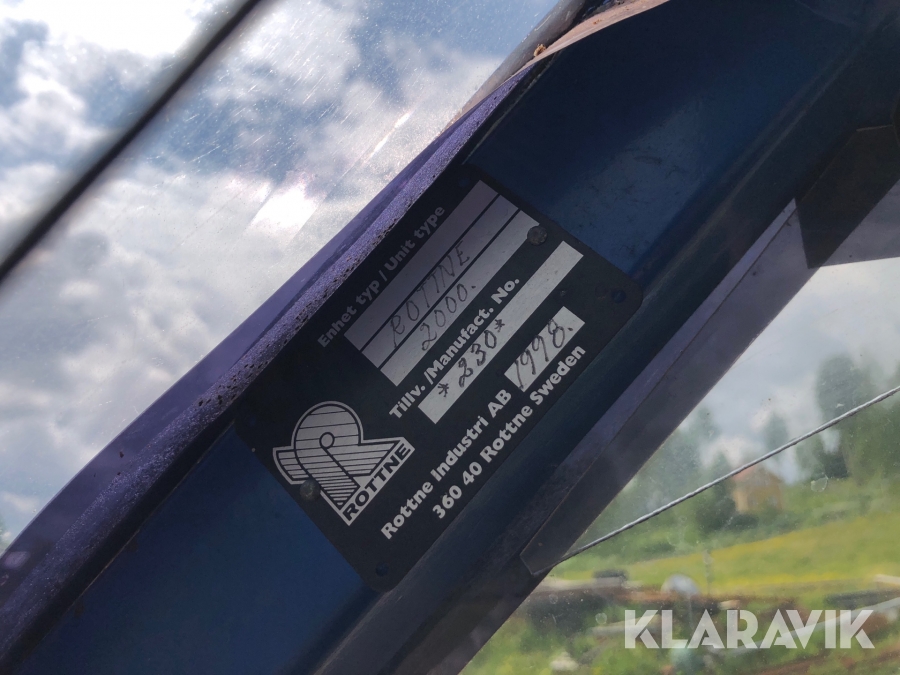 Enhet typ / Unit type
ROTTNE
2000.
Tillv. /Manufact. No.
*230*
1998.
ROTTNE
Rottne Industri AB
360 40 Rottne Sweden
KLARAVIK